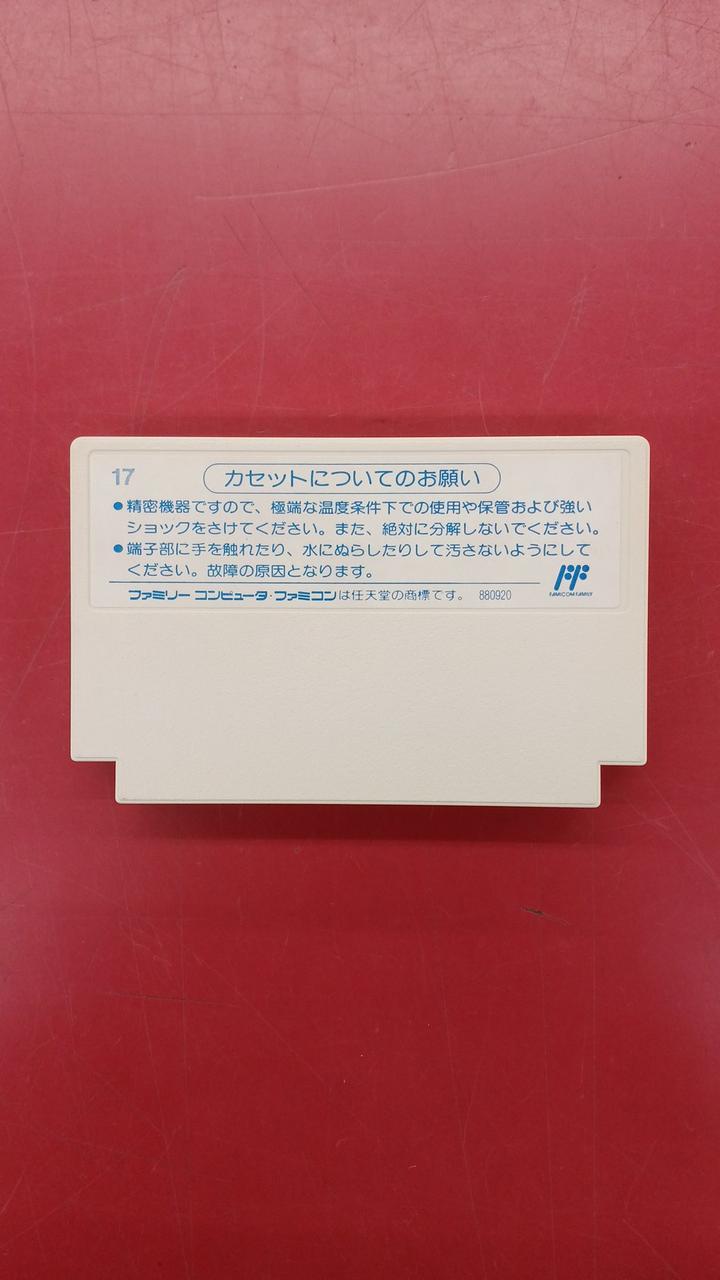 17
カセットについてのお願い
●精密機器ですので、極端な温度条件下での使用や保管および強い
ショックをさけてください。また、絶対に分解しないでください。
●端子部に手を触れたり、水にぬらしたりして汚さないようにして
ください。故障の原因となります。
FAMICOM FAMILY
ファミリー コンピュータ・ファミコンは任天堂の商標です。 880920